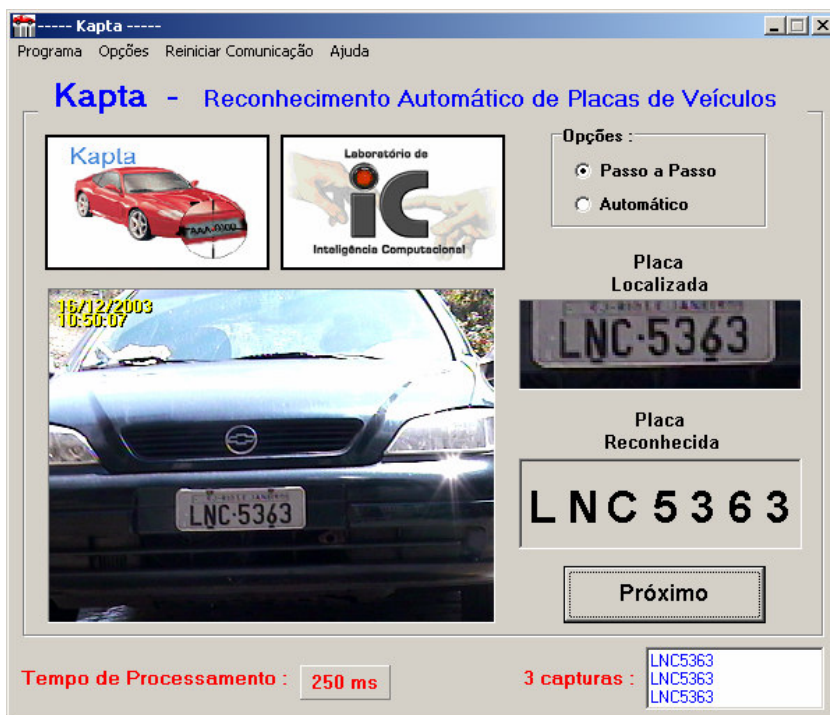 ----- Kapta -----
Programa Opções Reiniciar Comunicação Ajuda
Kapta - Reconhecimento Automático de Placas de Veículos
Kapta
AAA-0000
Laboratório de
iC
Inteligência Computacional
Opções :
Passo a Passo
Automático
16/12/2003
10:50:07
LNC·5363
Placa
Localizada
LNC·5363
Placa
Reconhecida
LNC5363
Próximo
Tempo de Processamento : 250 ms
3 capturas :
LNC5363
LNC5363
LNC5363